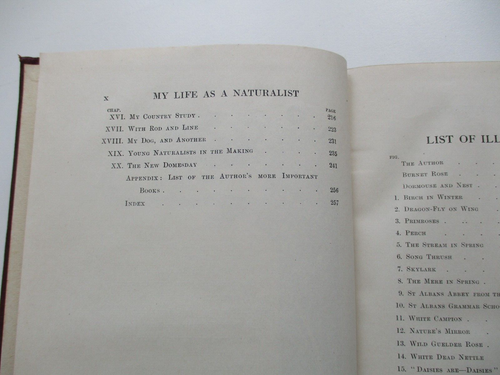 x MY LIFE AS A NATURALIST
CHAP. PAGE
XVI. My Country Study . . . . . 216
XVII. With Rod and Line . . . . . 223
XVIII. My Dog, and Another . . . . . 231
XIX. Young Naturalists in the Making . . . 235
XX. The New Domesday . . . . . 241
Appendix: List of the Author's more Important
Books . . . . . . . 256
Index . . . . . . . 257
LIST OF ILL
FIG.
The Author
Burnet Rose
Dormouse and Nest
1. Birch in Winter
2. Dragon-Fly on Wing
3. Primroses
4. Perch
5. The Stream in Spring
6. Song Thrush
7. Skylark
8. The Mere in Spring
9. St Albans Abbey from th
10. St Albans Grammar Scho
11. White Campion
12. Nature's Mirror
13. Wild Guelder Rose
14. White Dead Nettle
15. "Daisies are—Daisies"